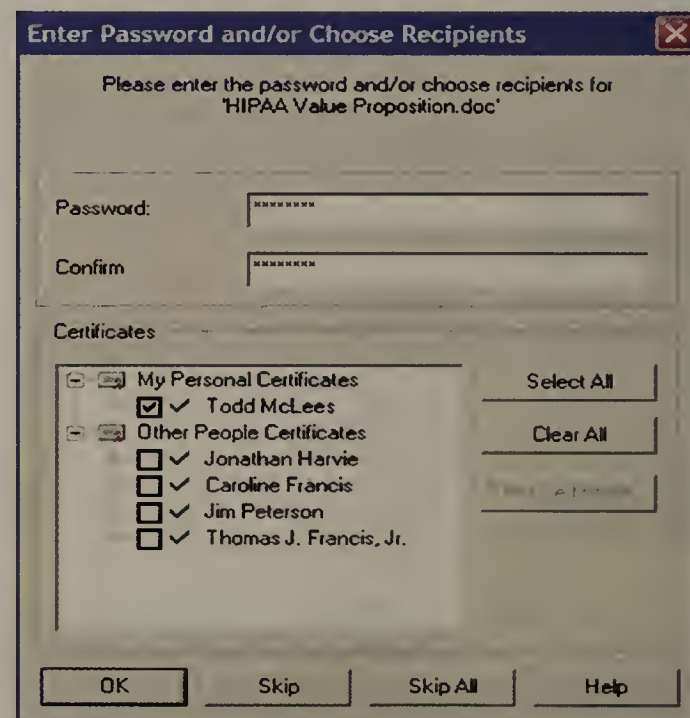 Enter Password and/or Choose Recipients
Please enter the password and/or choose recipients for
'HIPAA Value Proposition.doc'
Password:
********
Confirm
********
Certificates
My Personal Certificates
Todd McLees
Other People Certificates
Jonathan Harvie
Caroline Francis
Jim Peterson
Thomas J. Francis, Jr.
Select All
Clear All
OK
Skip
Skip All
Help